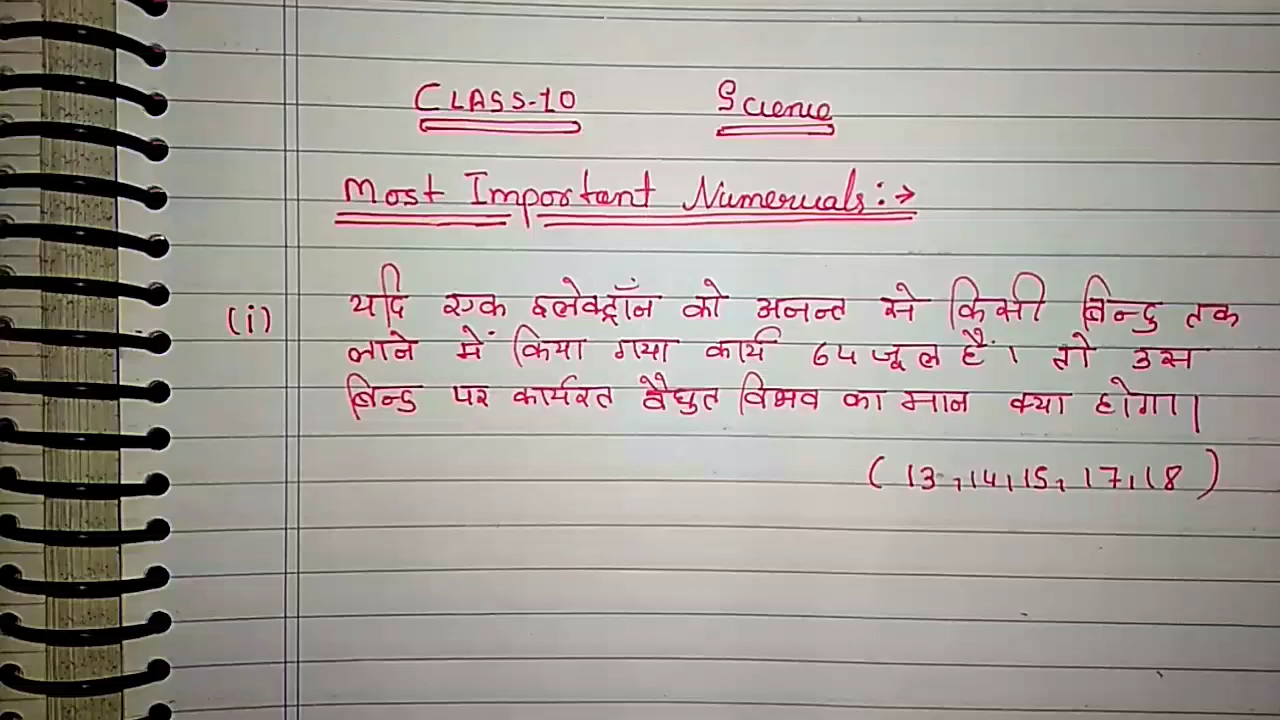 CLASS-10 Science
Most Important Numericals:→
(i) यदि एक इलेक्ट्रॉन को अनन्त से किसी बिन्दु तक
लाने में किया गया कार्य 64 जूल हैं। तो उस
बिन्दु पर कार्यरत वैधुत विभव का मान क्या होगा।
(13,14,15,17,18)